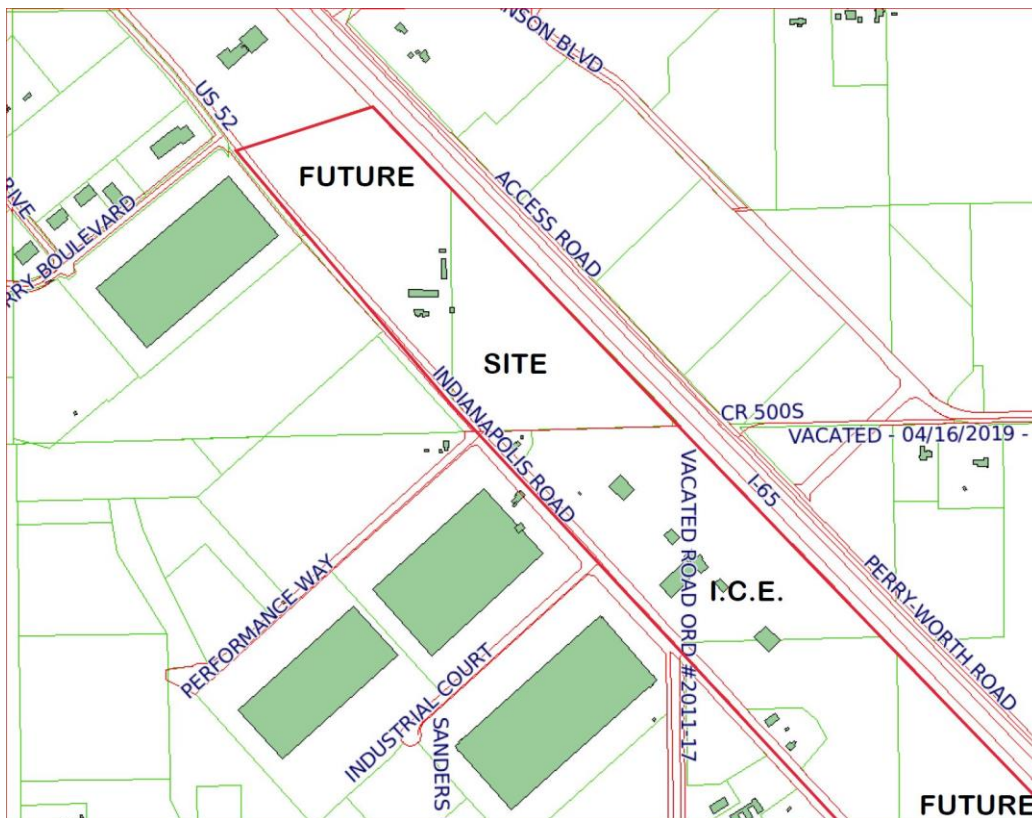 NSON BLVD
US 52
FUTURE
ACCESS ROAD
RIVE
RRY BOULEVARD
SITE
INDIANAPOLIS ROAD
CR 500S
VACATED - 04/16/2019 -
I-65
VACATED ROAD ORD #2011-17
I.C.E.
PERFORMANCE WAY
PERRY-WORTH ROAD
INDUSTRIAL COURT
SANDERS
FUTURE